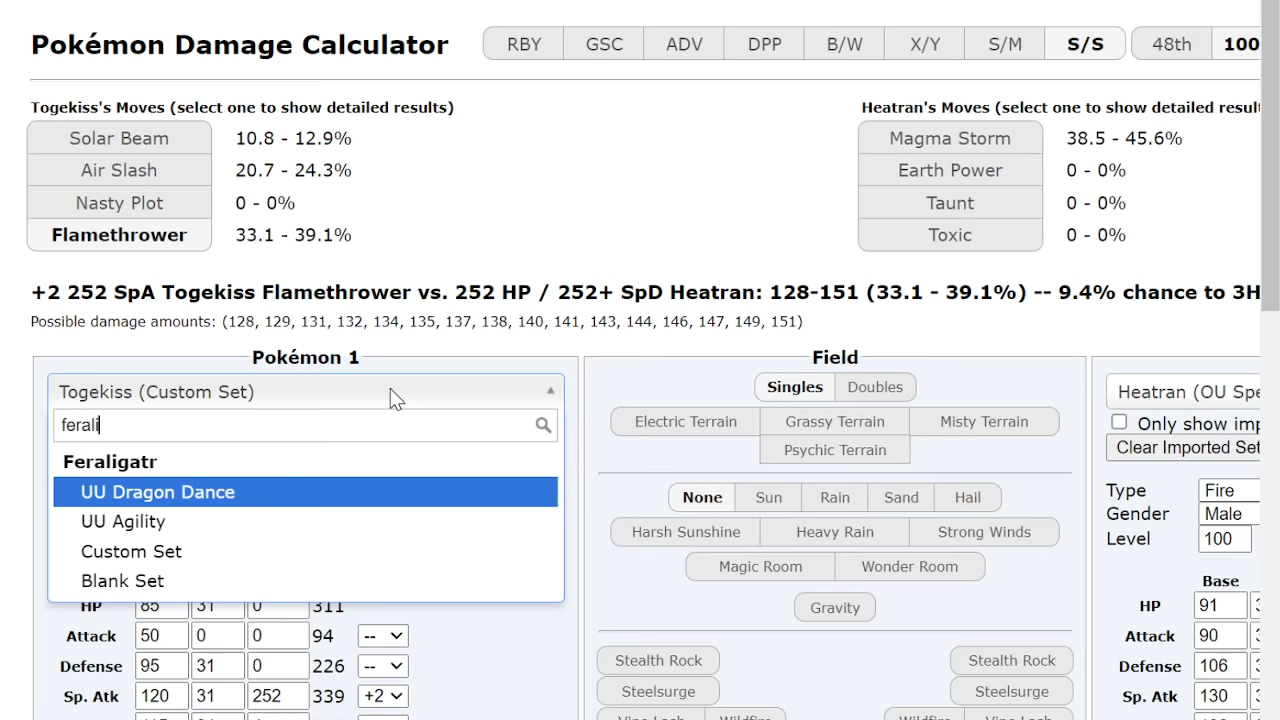 Pokémon Damage Calculator RBY GSC ADV DPP B/W X/Y S/M S/S 48th 100
Togekiss's Moves (select one to show detailed results)
Solar Beam 10.8 - 12.9%
Air Slash 20.7 - 24.3%
Nasty Plot 0 - 0%
Flamethrower 33.1 - 39.1%
Heatran's Moves (select one to show detailed result
Magma Storm 38.5 - 45.6%
Earth Power 0 - 0%
Taunt 0 - 0%
Toxic 0 - 0%
+2 252 SpA Togekiss Flamethrower vs. 252 HP / 252+ SpD Heatran: 128-151 (33.1 - 39.1%) -- 9.4% chance to 3H
Possible damage amounts: (128, 129, 131, 132, 134, 135, 137, 138, 140, 141, 143, 144, 146, 147, 149, 151)
Pokémon 1
Togekiss (Custom Set)
ferali
Feraligatr
UU Dragon Dance
UU Agility
Custom Set
Blank Set
HP 85 31 0 311
Attack 50 0 0 94 --
Defense 95 31 0 226 --
Sp. Atk 120 31 252 339 +2
Field
Singles Doubles
Electric Terrain Grassy Terrain Misty Terrain
Psychic Terrain
None Sun Rain Sand Hail
Harsh Sunshine Heavy Rain Strong Winds
Magic Room Wonder Room
Gravity
Stealth Rock Stealth Rock
Steelsurge Steelsurge
Vine Lash Wildfire Wildfire Vine Lash
Heatran (OU Spe
Only show imp
Clear Imported Set
Type Fire
Gender Male
Level 100
Base
HP 91
Attack 90
Defense 106
Sp. Atk 130